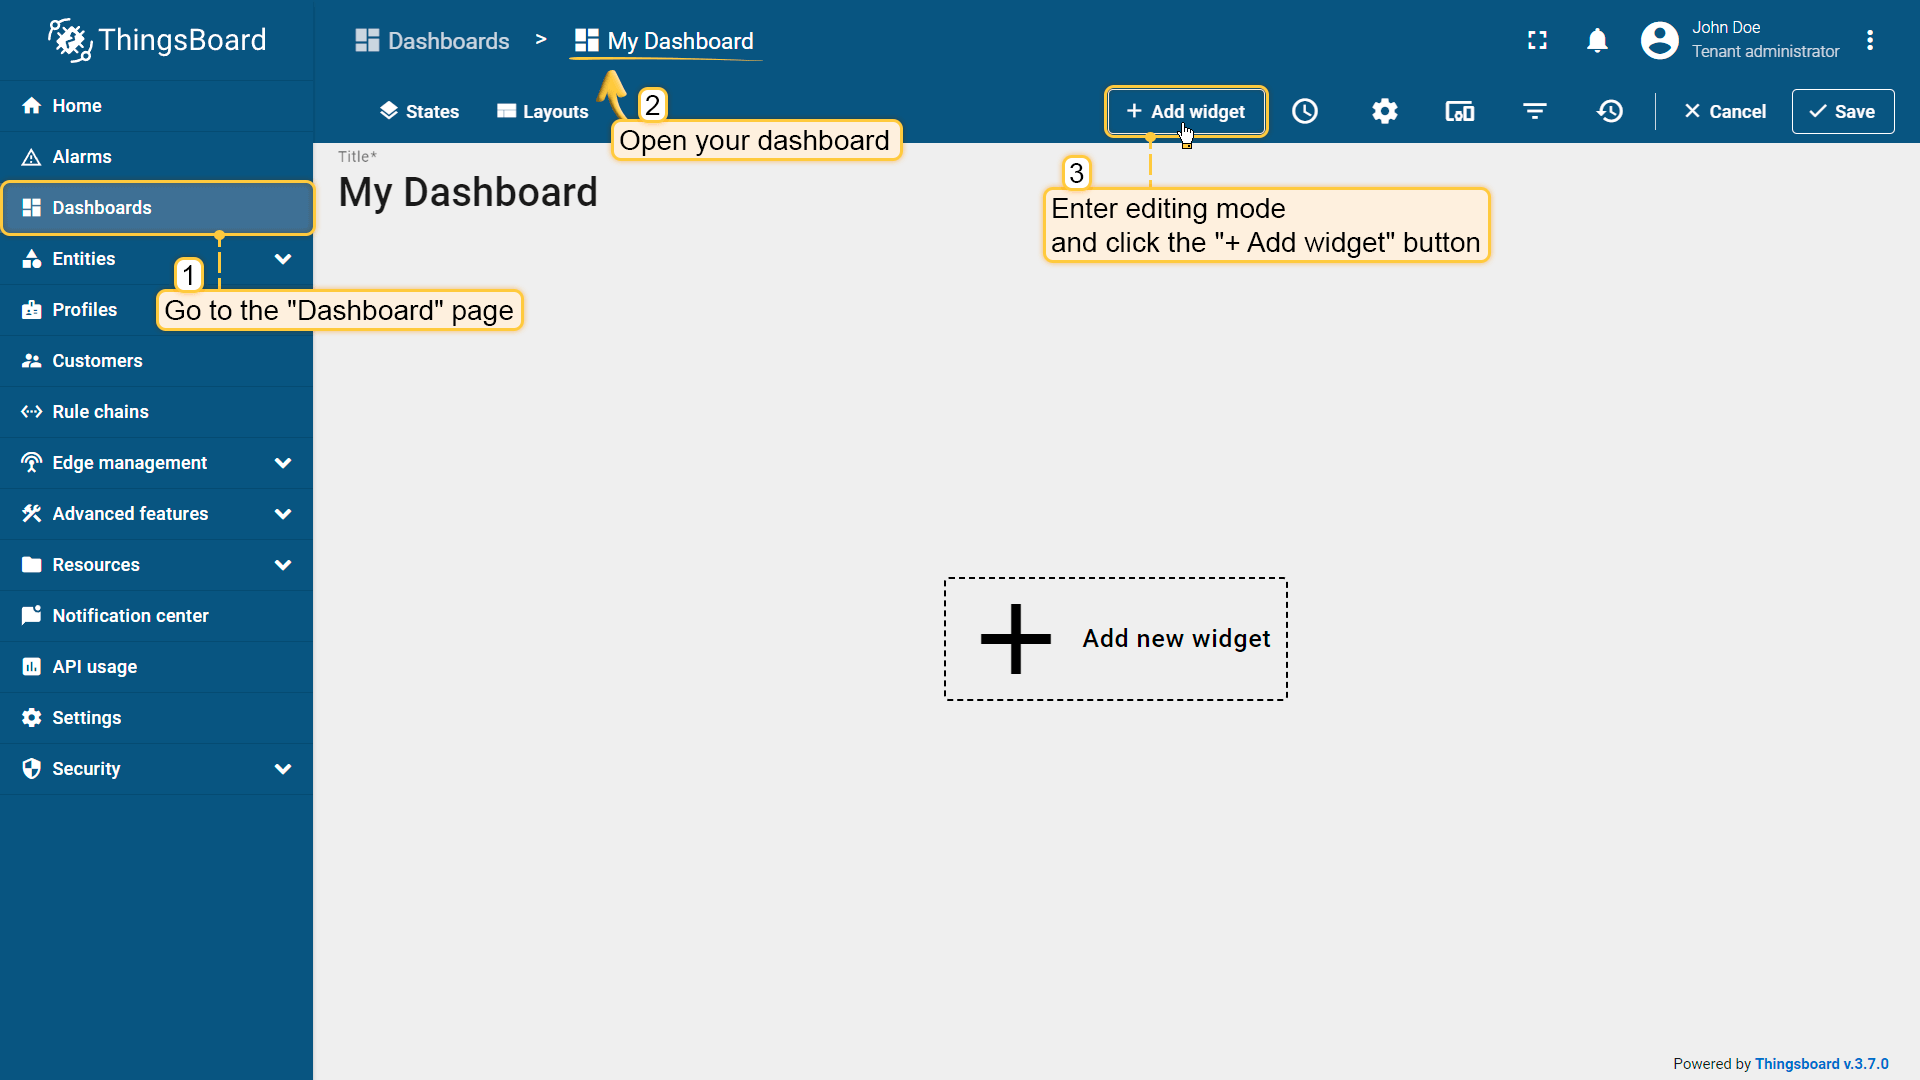 ThingsBoard
Dashboards > My Dashboard
John Doe
Tenant administrator
States
Layouts
2
Open your dashboard
+ Add widget
Cancel
Save
Home
Alarms
Dashboards
Entities
Profiles
Customers
Rule chains
Edge management
Advanced features
Resources
Notification center
API usage
Settings
Security
1
Go to the "Dashboard" page
Title*
My Dashboard
3
Enter editing mode
and click the "+ Add widget" button
Add new widget
Powered by Thingsboard v.3.7.0